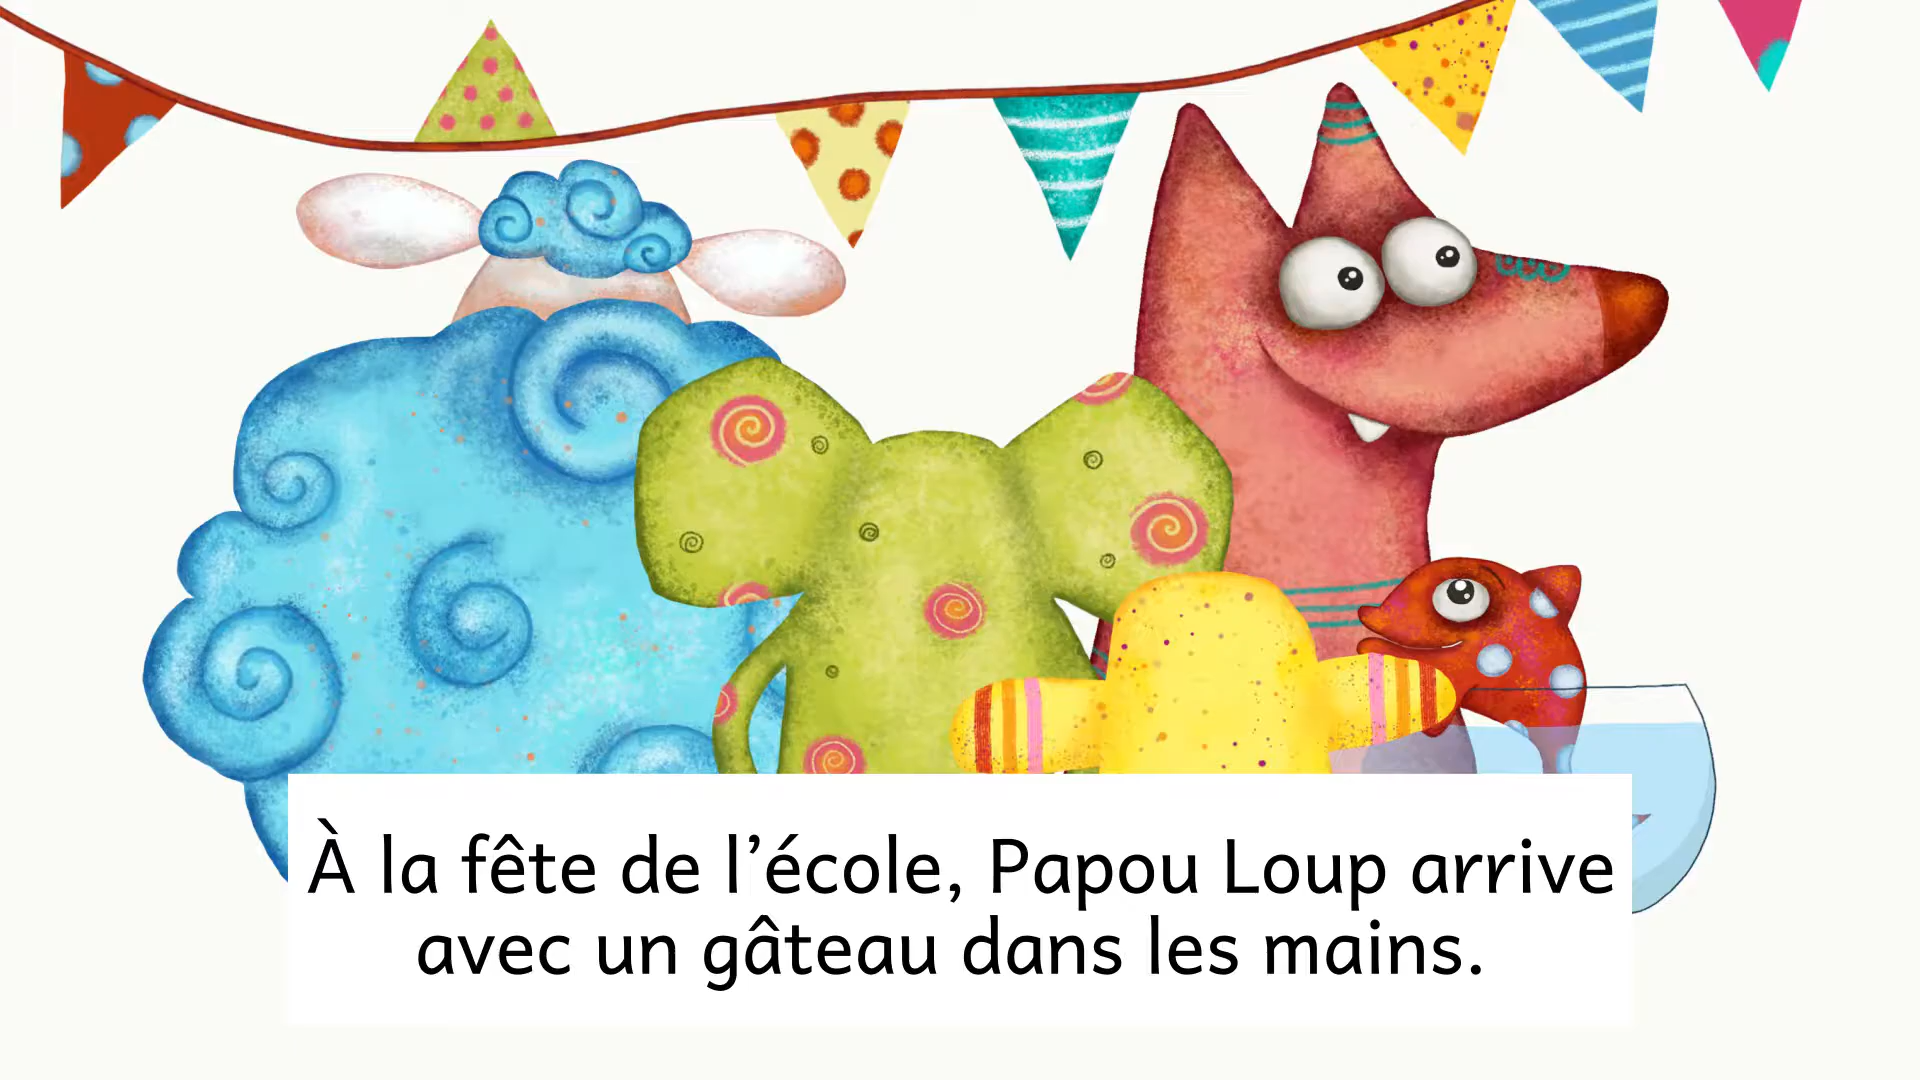 À la fête de l’école, Papou Loup arrive
avec un gâteau dans les mains.